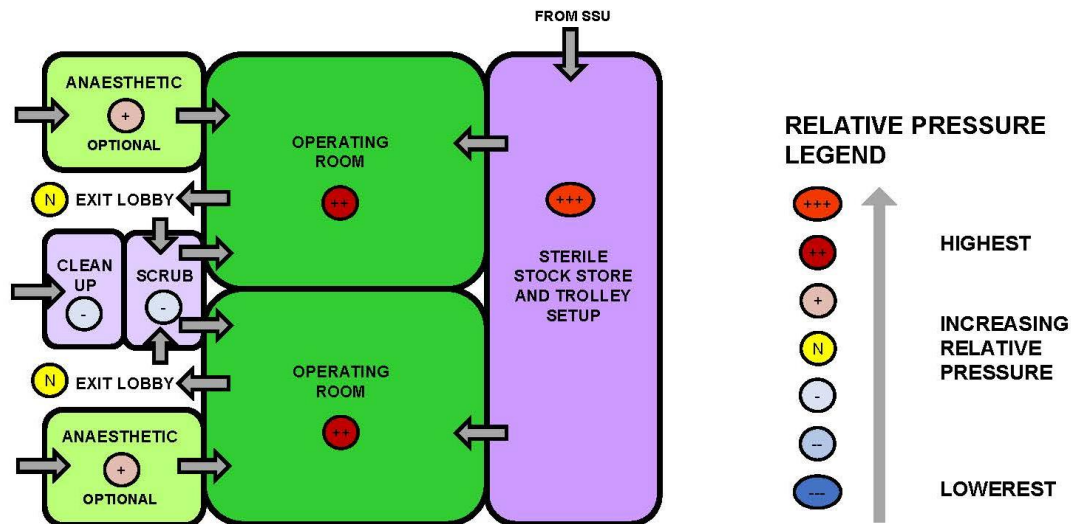 FROM SSU
ANAESTHETIC
+
OPTIONAL
N EXIT LOBBY
CLEAN
UP
-
SCRUB
-
N EXIT LOBBY
ANAESTHETIC
+
OPTIONAL
OPERATING
ROOM
++
OPERATING
ROOM
++
+++
STERILE
STOCK STORE
AND TROLLEY
SETUP
RELATIVE PRESSURE
LEGEND
+++
++
+
N
-
--
---
HIGHEST
INCREASING
RELATIVE
PRESSURE
LOWEREST